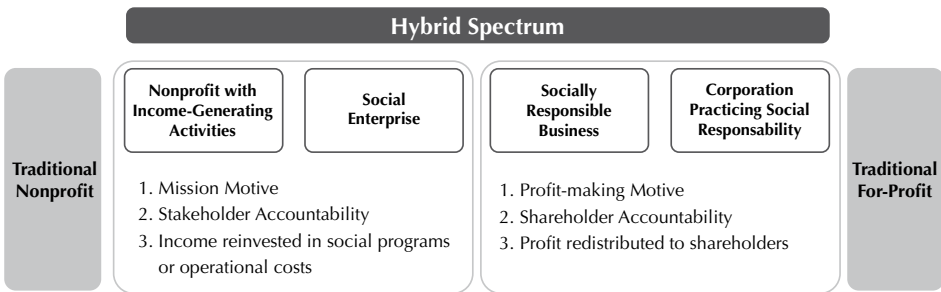 Hybrid Spectrum
Traditional
Nonprofit
Nonprofit with
Income-Generating
Activities
Social
Enterprise
1. Mission Motive
2. Stakeholder Accountability
3. Income reinvested in social programs
or operational costs
Socially
Responsible
Business
Corporation
Practicing Social
Responsability
1. Profit-making Motive
2. Shareholder Accountability
3. Profit redistributed to shareholders
Traditional
For-Profit